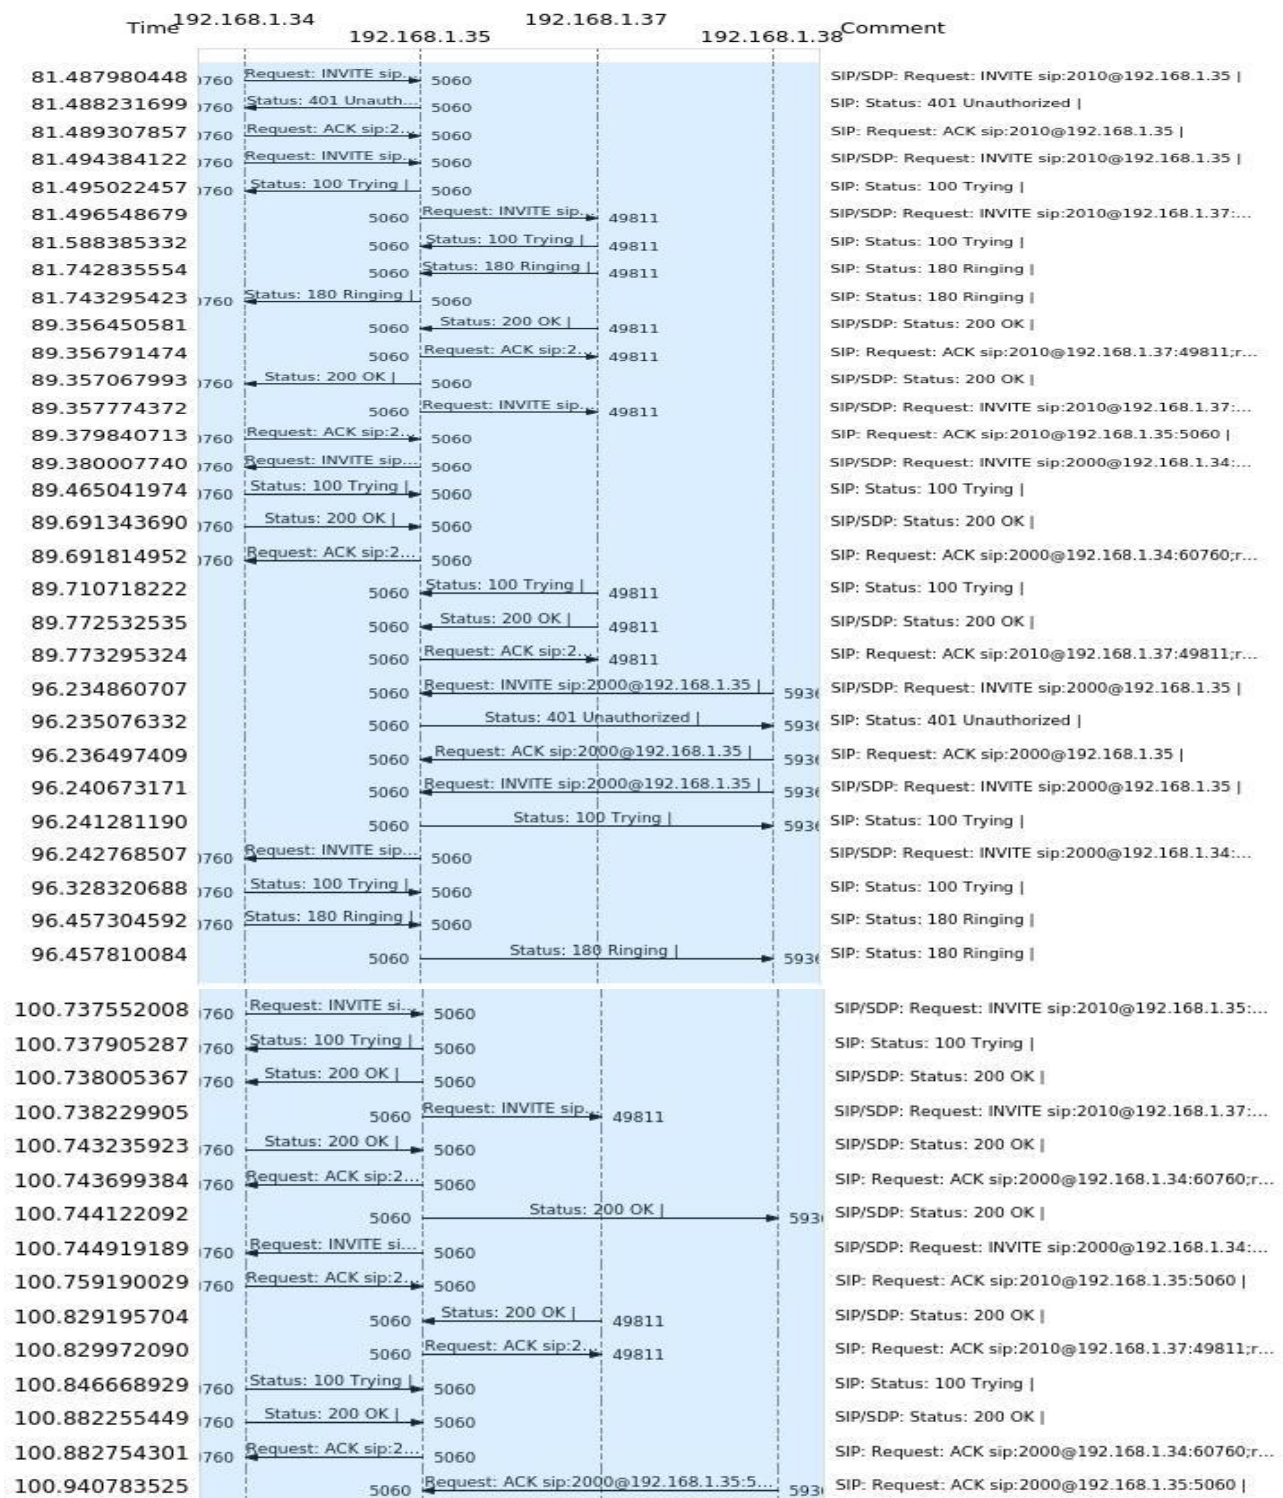 192.168.1.34 192.168.1.37
Time 192.168.1.35 192.168.1.38 Comment
81.487980448 0760 Request: INVITE sip... 5060 SIP/SDP: Request: INVITE sip:2010@192.168.1.35 |
81.488231699 0760 Status: 401 Unauth... 5060 SIP: Status: 401 Unauthorized |
81.489307857 0760 Request: ACK sip:2... 5060 SIP: Request: ACK sip:2010@192.168.1.35 |
81.494384122 0760 Request: INVITE sip... 5060 SIP/SDP: Request: INVITE sip:2010@192.168.1.35 |
81.495022457 0760 Status: 100 Trying | 5060 SIP: Status: 100 Trying |
81.496548679 5060 Request: INVITE sip... 49811 SIP/SDP: Request: INVITE sip:2010@192.168.1.37:...
81.588385332 5060 Status: 100 Trying | 49811 SIP: Status: 100 Trying |
81.742835554 5060 Status: 180 Ringing | 49811 SIP: Status: 180 Ringing |
81.743295423 0760 Status: 180 Ringing | 5060 SIP: Status: 180 Ringing |
89.356450581 5060 Status: 200 OK | 49811 SIP/SDP: Status: 200 OK |
89.356791474 5060 Request: ACK sip:2... 49811 SIP: Request: ACK sip:2010@192.168.1.37:49811;r...
89.357067993 0760 Status: 200 OK | 5060 SIP/SDP: Status: 200 OK |
89.357774372 5060 Request: INVITE sip... 49811 SIP/SDP: Request: INVITE sip:2010@192.168.1.37:...
89.379840713 0760 Request: ACK sip:2... 5060 SIP: Request: ACK sip:2010@192.168.1.35:5060 |
89.380007740 0760 Request: INVITE sip... 5060 SIP/SDP: Request: INVITE sip:2000@192.168.1.34:...
89.465041974 0760 Status: 100 Trying | 5060 SIP: Status: 100 Trying |
89.691343690 0760 Status: 200 OK | 5060 SIP/SDP: Status: 200 OK |
89.691814952 0760 Request: ACK sip:2... 5060 SIP: Request: ACK sip:2000@192.168.1.34:60760;r...
89.710718222 5060 Status: 100 Trying | 49811 SIP: Status: 100 Trying |
89.772532535 5060 Status: 200 OK | 49811 SIP/SDP: Status: 200 OK |
89.773295324 5060 Request: ACK sip:2... 49811 SIP: Request: ACK sip:2010@192.168.1.37:49811;r...
96.234860707 5060 Request: INVITE sip:2000@192.168.1.35 | 5936 SIP/SDP: Request: INVITE sip:2000@192.168.1.35 |
96.235076332 5060 Status: 401 Unauthorized | 5936 SIP: Status: 401 Unauthorized |
96.236497409 5060 Request: ACK sip:2000@192.168.1.35 | 5936 SIP: Request: ACK sip:2000@192.168.1.35 |
96.240673171 5060 Request: INVITE sip:2000@192.168.1.35 | 5936 SIP/SDP: Request: INVITE sip:2000@192.168.1.35 |
96.241281190 5060 Status: 100 Trying | 5936 SIP: Status: 100 Trying |
96.242768507 0760 Request: INVITE sip... 5060 SIP/SDP: Request: INVITE sip:2000@192.168.1.34:...
96.328320688 0760 Status: 100 Trying | 5060 SIP: Status: 100 Trying |
96.457304592 0760 Status: 180 Ringing | 5060 SIP: Status: 180 Ringing |
96.457810084 5060 Status: 180 Ringing | 5936 SIP: Status: 180 Ringing |
100.737552008 760 Request: INVITE si... 5060 SIP/SDP: Request: INVITE sip:2010@192.168.1.35:...
100.737905287 760 Status: 100 Trying | 5060 SIP: Status: 100 Trying |
100.738005367 760 Status: 200 OK | 5060 SIP/SDP: Status: 200 OK |
100.738229905 5060 Request: INVITE sip... 49811 SIP/SDP: Request: INVITE sip:2010@192.168.1.37:...
100.743235923 760 Status: 200 OK | 5060 SIP/SDP: Status: 200 OK |
100.743699384 760 Request: ACK sip:2... 5060 SIP: Request: ACK sip:2000@192.168.1.34:60760;r...
100.744122092 5060 Status: 200 OK | 593 SIP/SDP: Status: 200 OK |
100.744919189 760 Request: INVITE si... 5060 SIP/SDP: Request: INVITE sip:2000@192.168.1.34:...
100.759190029 760 Request: ACK sip:2... 5060 SIP: Request: ACK sip:2010@192.168.1.35:5060 |
100.829195704 5060 Status: 200 OK | 49811 SIP/SDP: Status: 200 OK |
100.829972090 5060 Request: ACK sip:2... 49811 SIP: Request: ACK sip:2010@192.168.1.37:49811;r...
100.846668929 760 Status: 100 Trying | 5060 SIP: Status: 100 Trying |
100.882255449 760 Status: 200 OK | 5060 SIP/SDP: Status: 200 OK |
100.882754301 760 Request: ACK sip:2... 5060 SIP: Request: ACK sip:2000@192.168.1.34:60760;r...
100.940783525 5060 Request: ACK sip:2000@192.168.1.35:5... 593 SIP: Request: ACK sip:2000@192.168.1.35:5060 |